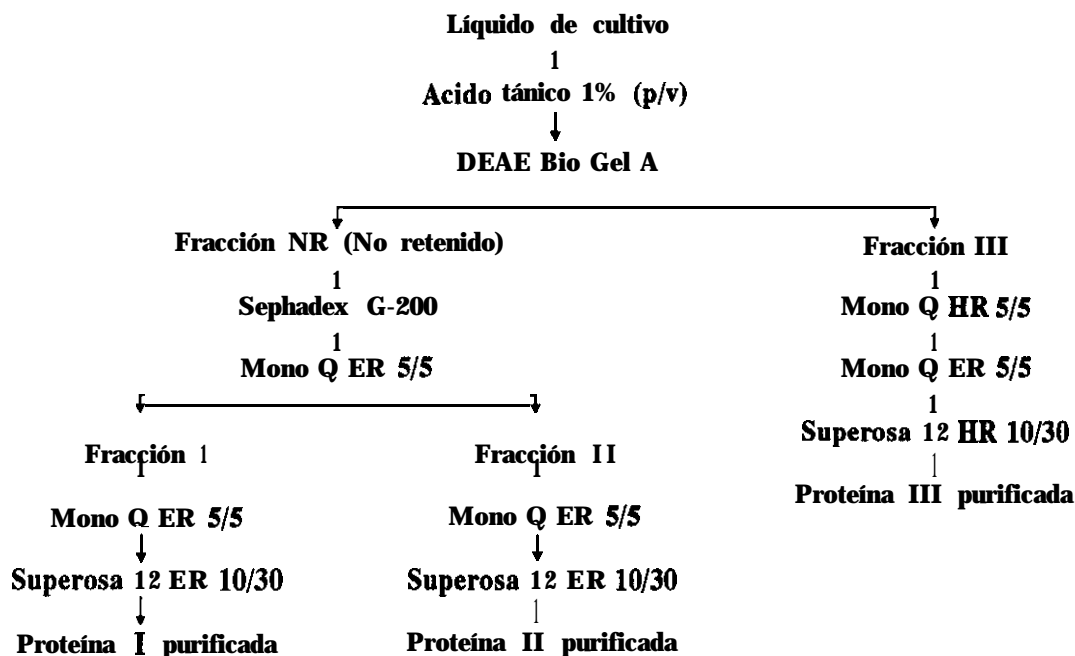 Líquido de cultivo
1
Acido tánico 1% (p/v)
DEAE Bio Gel A
Fracción NR (No retenido)
1
Sephadex G-200
1
Mono Q ER 5/5
Fracción 1
Mono Q ER 5/5
Superosa 12 ER 10/30
Proteína I purificada
Fracción II
Mono Q ER 5/5
Superosa 12 ER 10/30
1
Proteína II purificada
Fracción III
1
Mono Q HR 5/5
1
Mono Q ER 5/5
1
Superosa 12 HR 10/30
1
Proteína III purificada